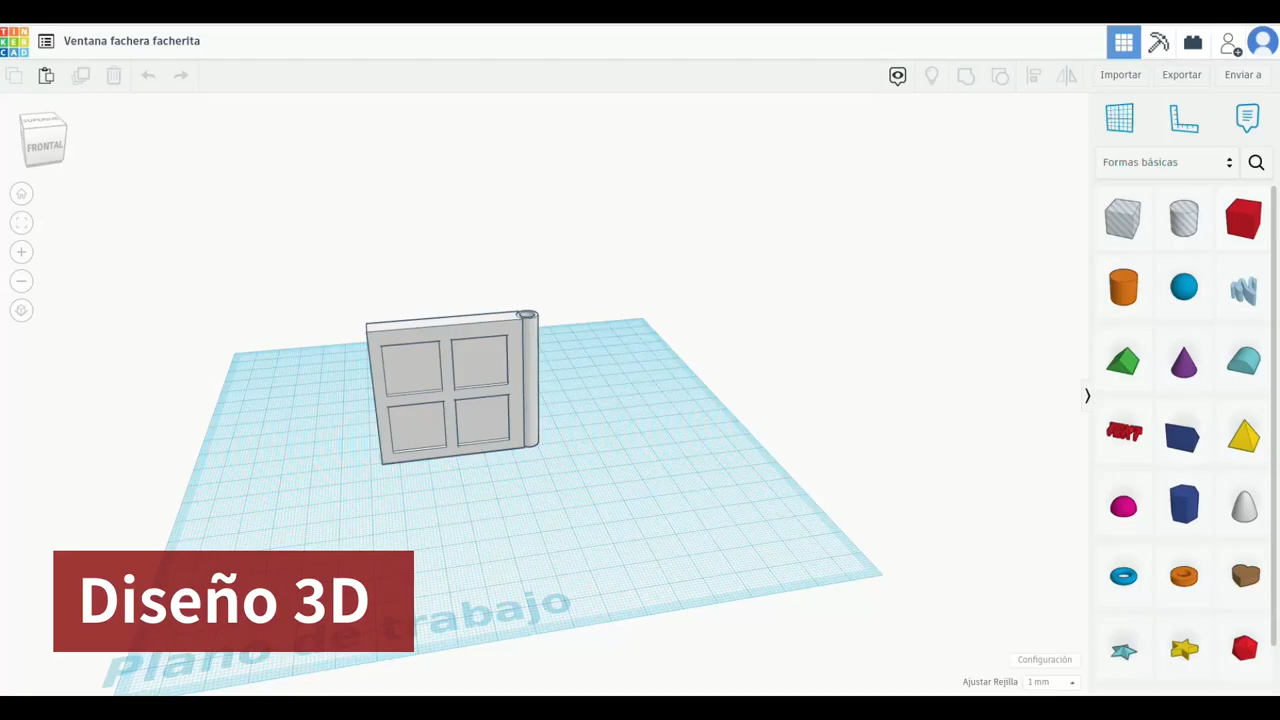 TIN
KER
CAD
Ventana fachera facherita
Importar
Exportar
Enviar a
SUPERIOR
FRONTAL
Formas básicas
Diseño 3D
Plano de trabajo
Configuración
Ajustar Rejilla
1 mm